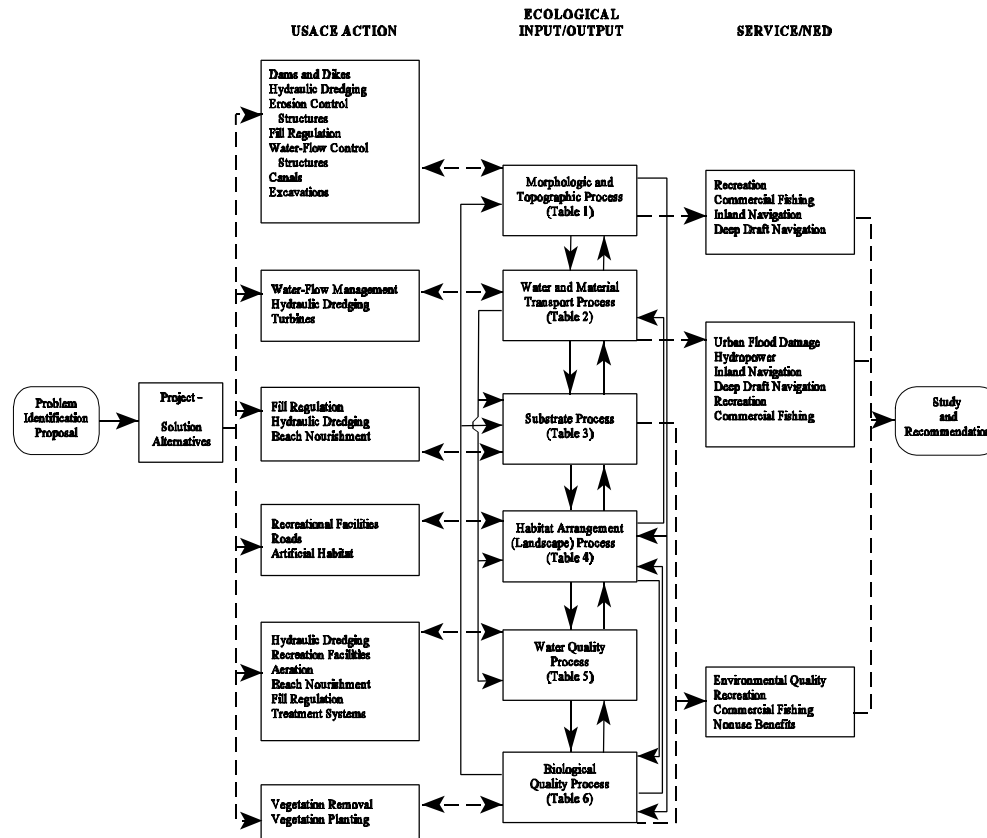 USACE ACTION
ECOLOGICAL
INPUT/OUTPUT
SERVICE/NED
Problem
Identification
Proposal
Project –
Solution
Alternatives
Dams and Dikes
Hydraulic Dredging
Erosion Control
Structures
Fill Regulation
Water-Flow Control
Structures
Canals
Excavations
Water-Flow Management
Hydraulic Dredging
Turbines
Fill Regulation
Hydraulic Dredging
Beach Nourishment
Recreational Facilities
Roads
Artificial Habitat
Hydraulic Dredging
Recreation Facilities
Aeration
Beach Nourishment
Fill Regulation
Treatment Systems
Vegetation Removal
Vegetation Planting
Morphologic and
Topographic Process
(Table 1)
Water and Material
Transport Process
(Table 2)
Substrate Process
(Table 3)
Habitat Arrangement
(Landscape) Process
(Table 4)
Water Quality
Process
(Table 5)
Biological
Quality Process
(Table 6)
Recreation
Commercial Fishing
Inland Navigation
Deep Draft Navigation
Urban Flood Damage
Hydropower
Inland Navigation
Deep Draft Navigation
Recreation
Commercial Fishing
Environmental Quality
Recreation
Commercial Fishing
Nonuse Benefits
Study
and
Recommendation